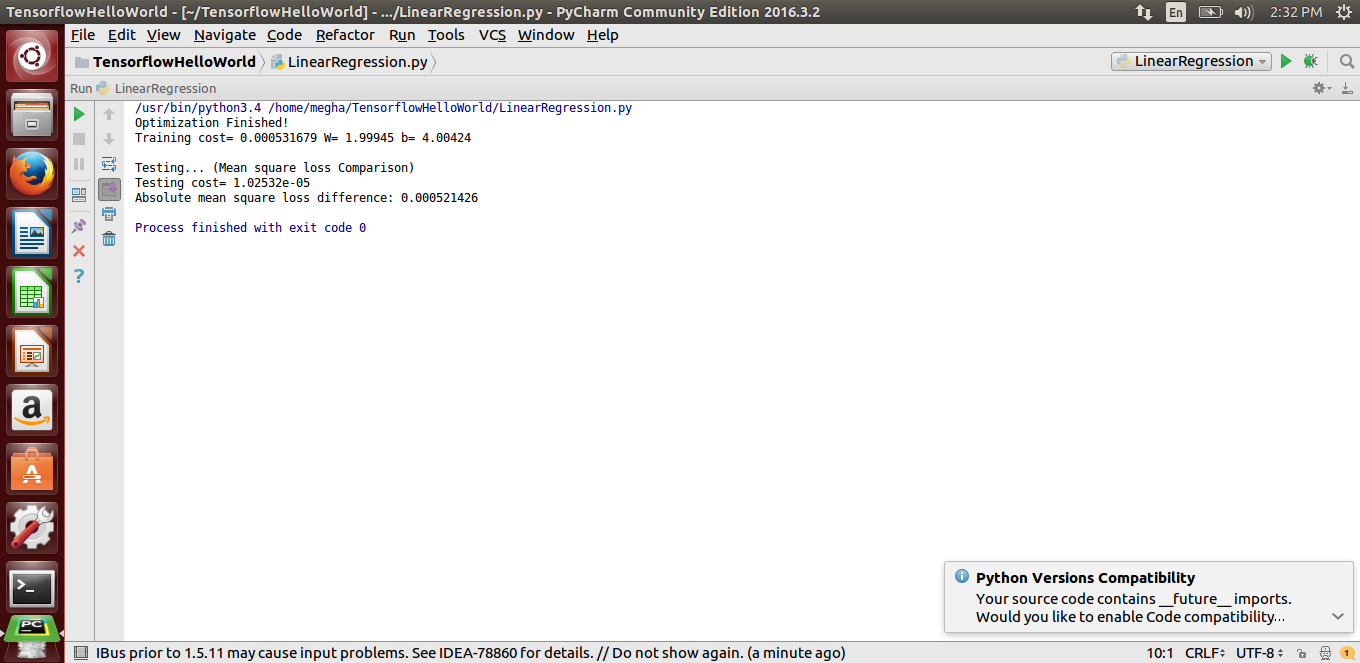 TensorflowHelloWorld - [~/TensorflowHelloWorld] - .../LinearRegression.py - PyCharm Community Edition 2016.3.2
En
2:32 PM
File Edit View Navigate Code Refactor Run Tools VCS Window Help
TensorflowHelloWorld LinearRegression.py
LinearRegression
Run LinearRegression
/usr/bin/python3.4 /home/megha/TensorflowHelloWorld/LinearRegression.py
Optimization Finished!
Training cost= 0.000531679 W= 1.99945 b= 4.00424
Testing... (Mean square loss Comparison)
Testing cost= 1.02532e-05
Absolute mean square loss difference: 0.000521426
Process finished with exit code 0
?
a
A
>_
PC
Python Versions Compatibility
Your source code contains __future__ imports.
Would you like to enable Code compatibility...
IBus prior to 1.5.11 may cause input problems. See IDEA-78860 for details. // Do not show again. (a minute ago)
10:1 CRLF UTF-8 1